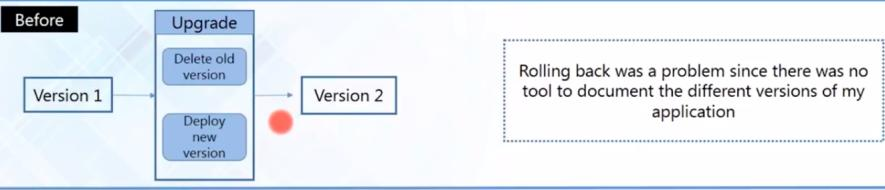 Before
Upgrade
Delete old
version
Version 1
Version 2
Deploy
new
version
Rolling back was a problem since there was no
tool to document the different versions of my
application